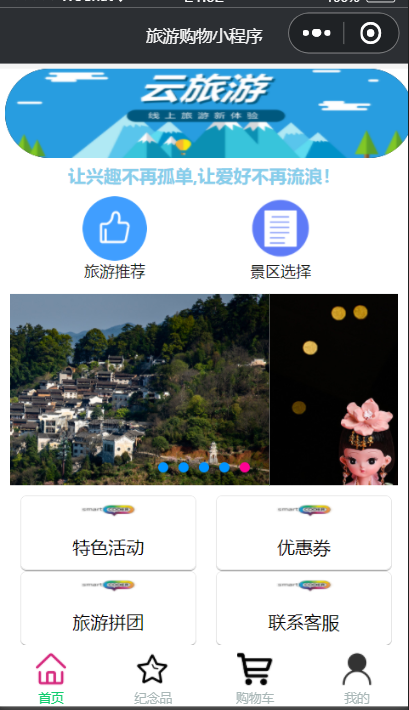 旅游购物小程序
云旅游
线上旅游新体验
让兴趣不再孤单,让爱好不再流浪！
旅游推荐
景区选择
特色活动
优惠券
旅游拼团
联系客服
首页
纪念品
购物车
我的